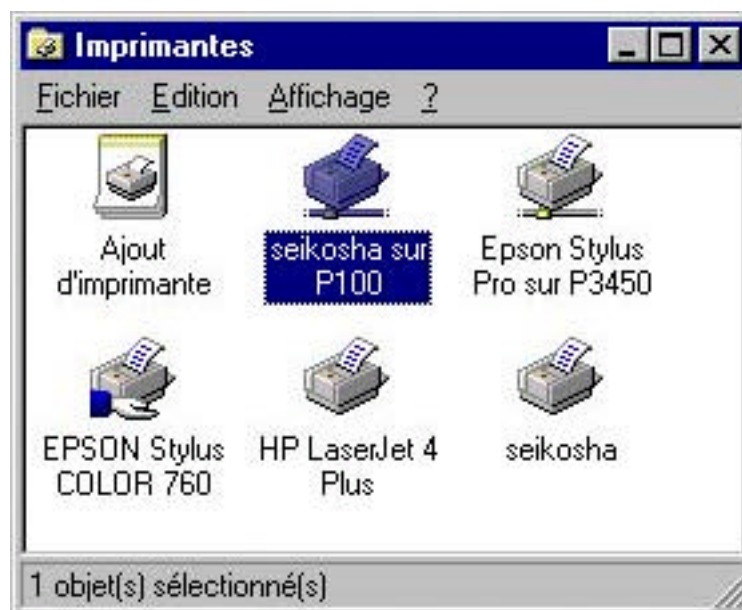 Imprimantes
Fichier Edition Affichage ?
Ajout
d'imprimante
seikosha sur
P100
Epson Stylus
Pro sur P3450
EPSON Stylus
COLOR 760
HP LaserJet 4
Plus
seikosha
1 objet(s) sélectionné(s)